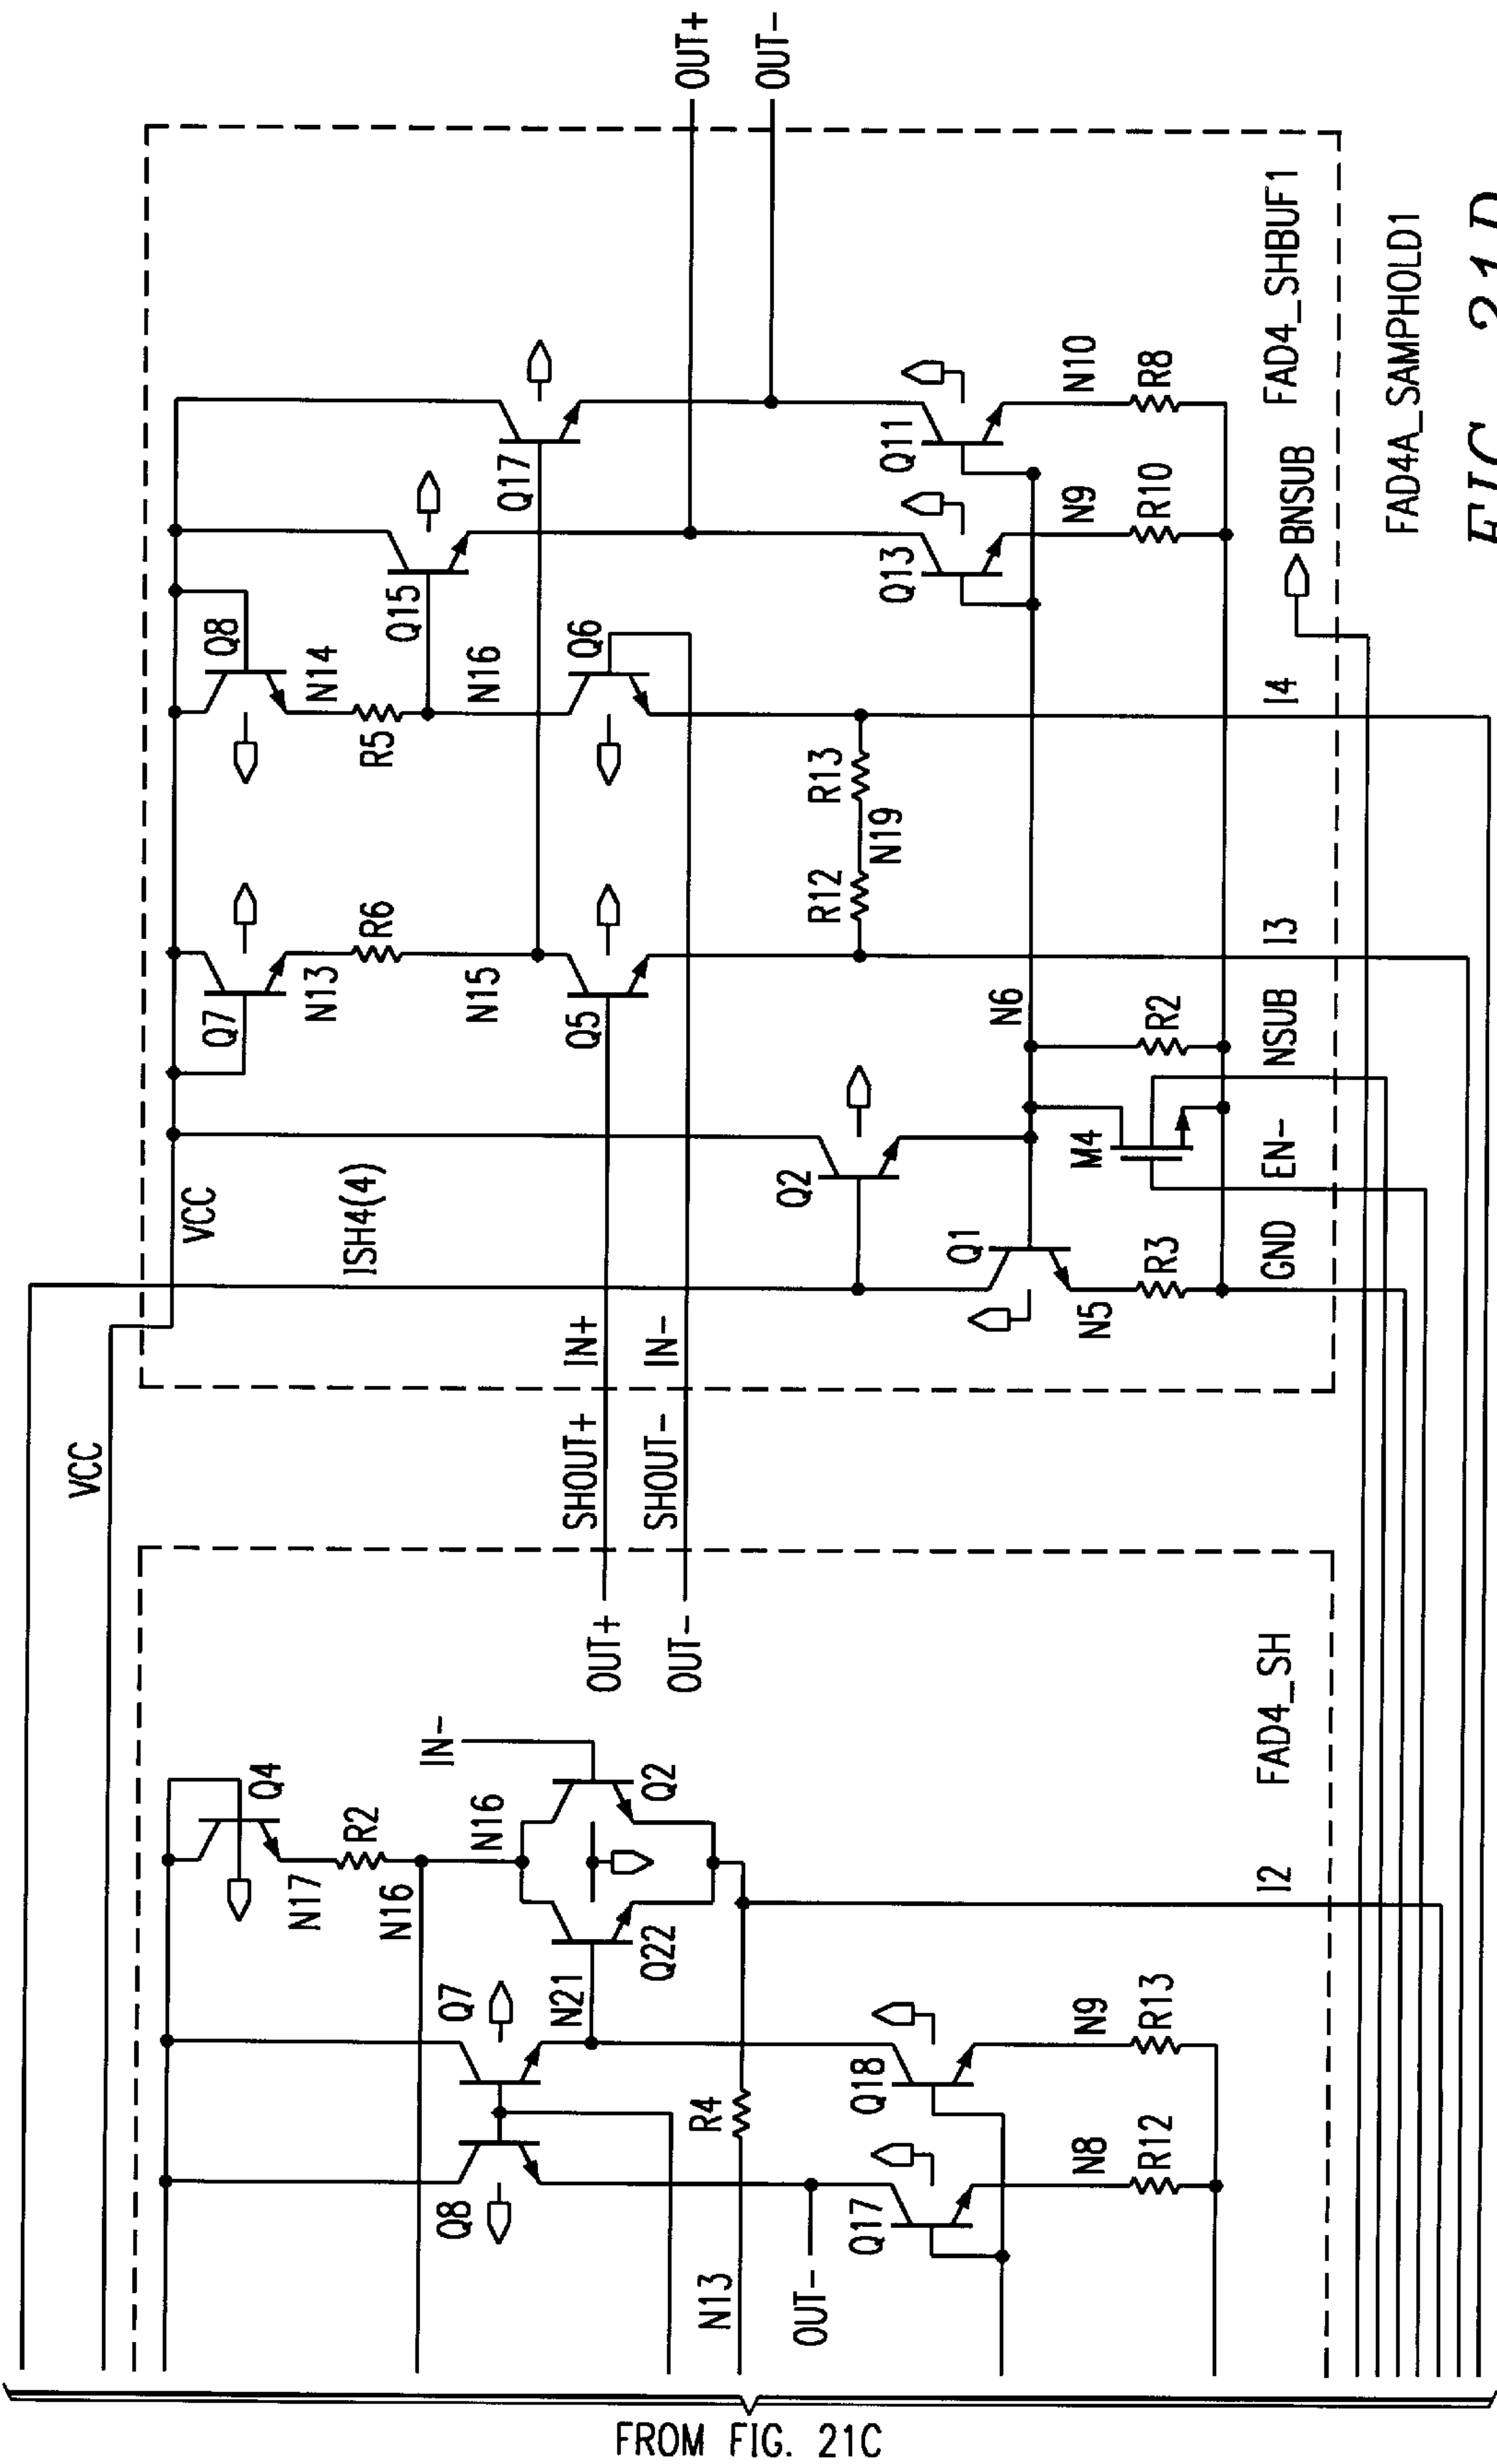 FROM FIG. 21C
VCC
Q8
Q7
Q4
N17
R2
N16
N16
IN-
Q2
Q22
N21
N13
R4
OUT-
Q17
Q18
N8
N9
R12
R13
I2
FAD4_SH
OUT+
OUT-
SHOUT+
SHOUT-
IN+
IN-
VCC
ISH4(4)
Q7
N13
R6
N15
Q5
Q8
N14
R5
N16
Q6
Q15
Q17
R12
N19
R13
Q2
Q1
N5
R3
M4
N6
R2
Q13
Q11
N9
N10
R10
R8
GND
EN-
NSUB
I3
I4
BNSUB
FAD4_SHBUF1
FAD4A_SAMPHOLD1
OUT+
OUT-
FIG. 21D